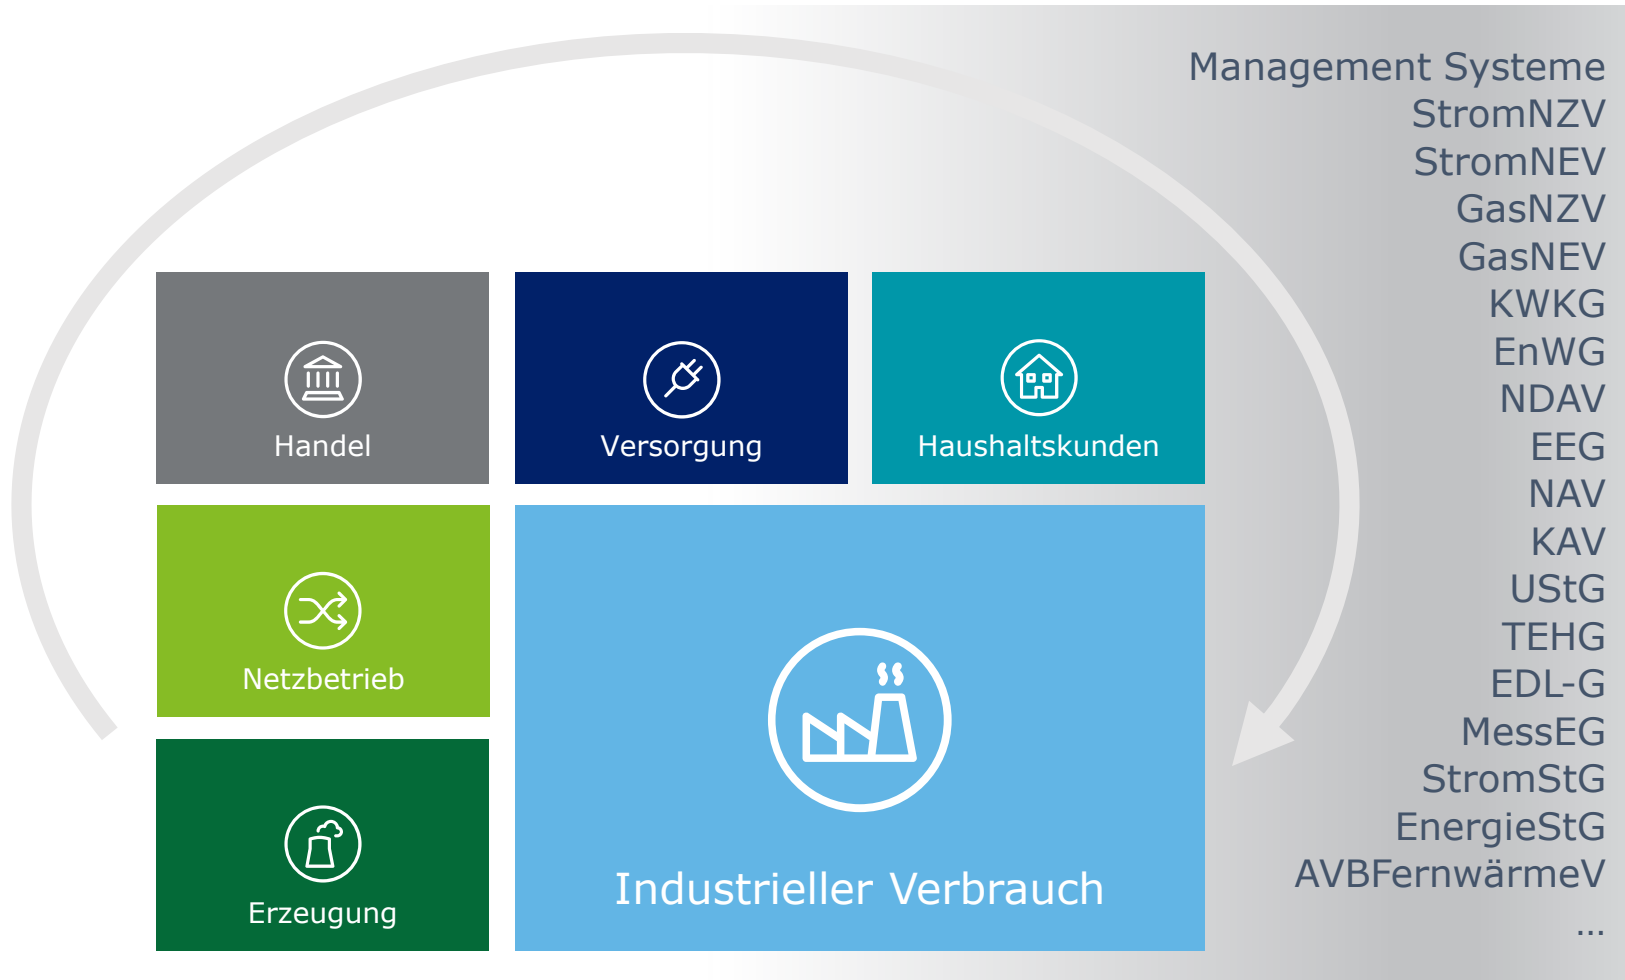 Management Systeme
StromNZV
StromNEV
GasNZV
GasNEV
KWKG
EnWG
NDAV
EEG
NAV
KAV
UStG
TEHG
EDL-G
MessEG
StromStG
EnergieStG
AVBFernwärmeV
...
Handel
Versorgung
Haushaltskunden
Netzbetrieb
Erzeugung
Industrieller Verbrauch